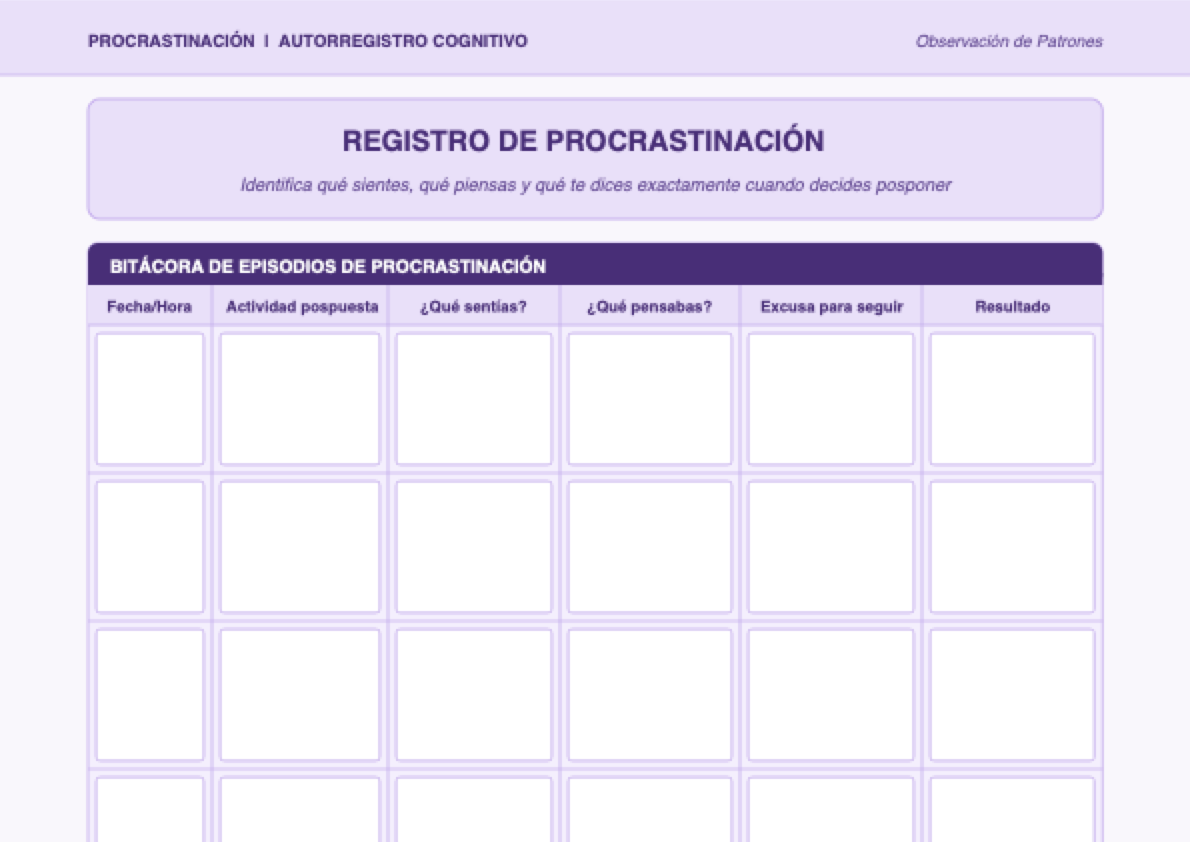 PROCRASTINACIÓN | AUTORREGISTRO COGNITIVO
Observación de Patrones
REGISTRO DE PROCRASTINACIÓN
Identifica qué sientes, qué piensas y qué te dices exactamente cuando decides posponer
BITÁCORA DE EPISODIOS DE PROCRASTINACIÓN
Fecha/Hora Actividad pospuesta ¿Qué sentías? ¿Qué pensabas? Excusa para seguir Resultado